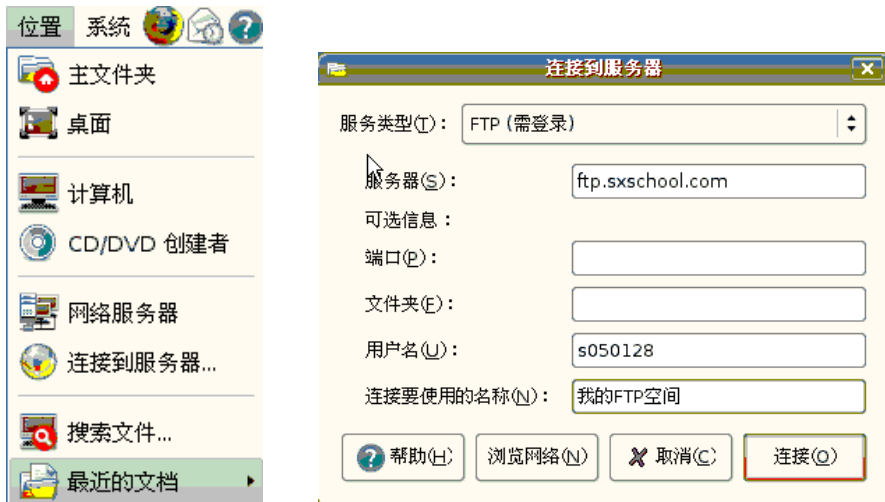 位置 系统
主文件夹
桌面
计算机
CD/DVD 创建者
网络服务器
连接到服务器...
搜索文件...
最近的文档
连接到服务器
服务类型(T)： FTP (需登录)
服务器(S)： ftp.sxschool.com
可选信息：
端口(P)：
文件夹(F)：
用户名(U)： s050128
连接要使用的名称(N)： 我的FTP空间
帮助(H) 浏览网络(N) 取消(C) 连接(O)